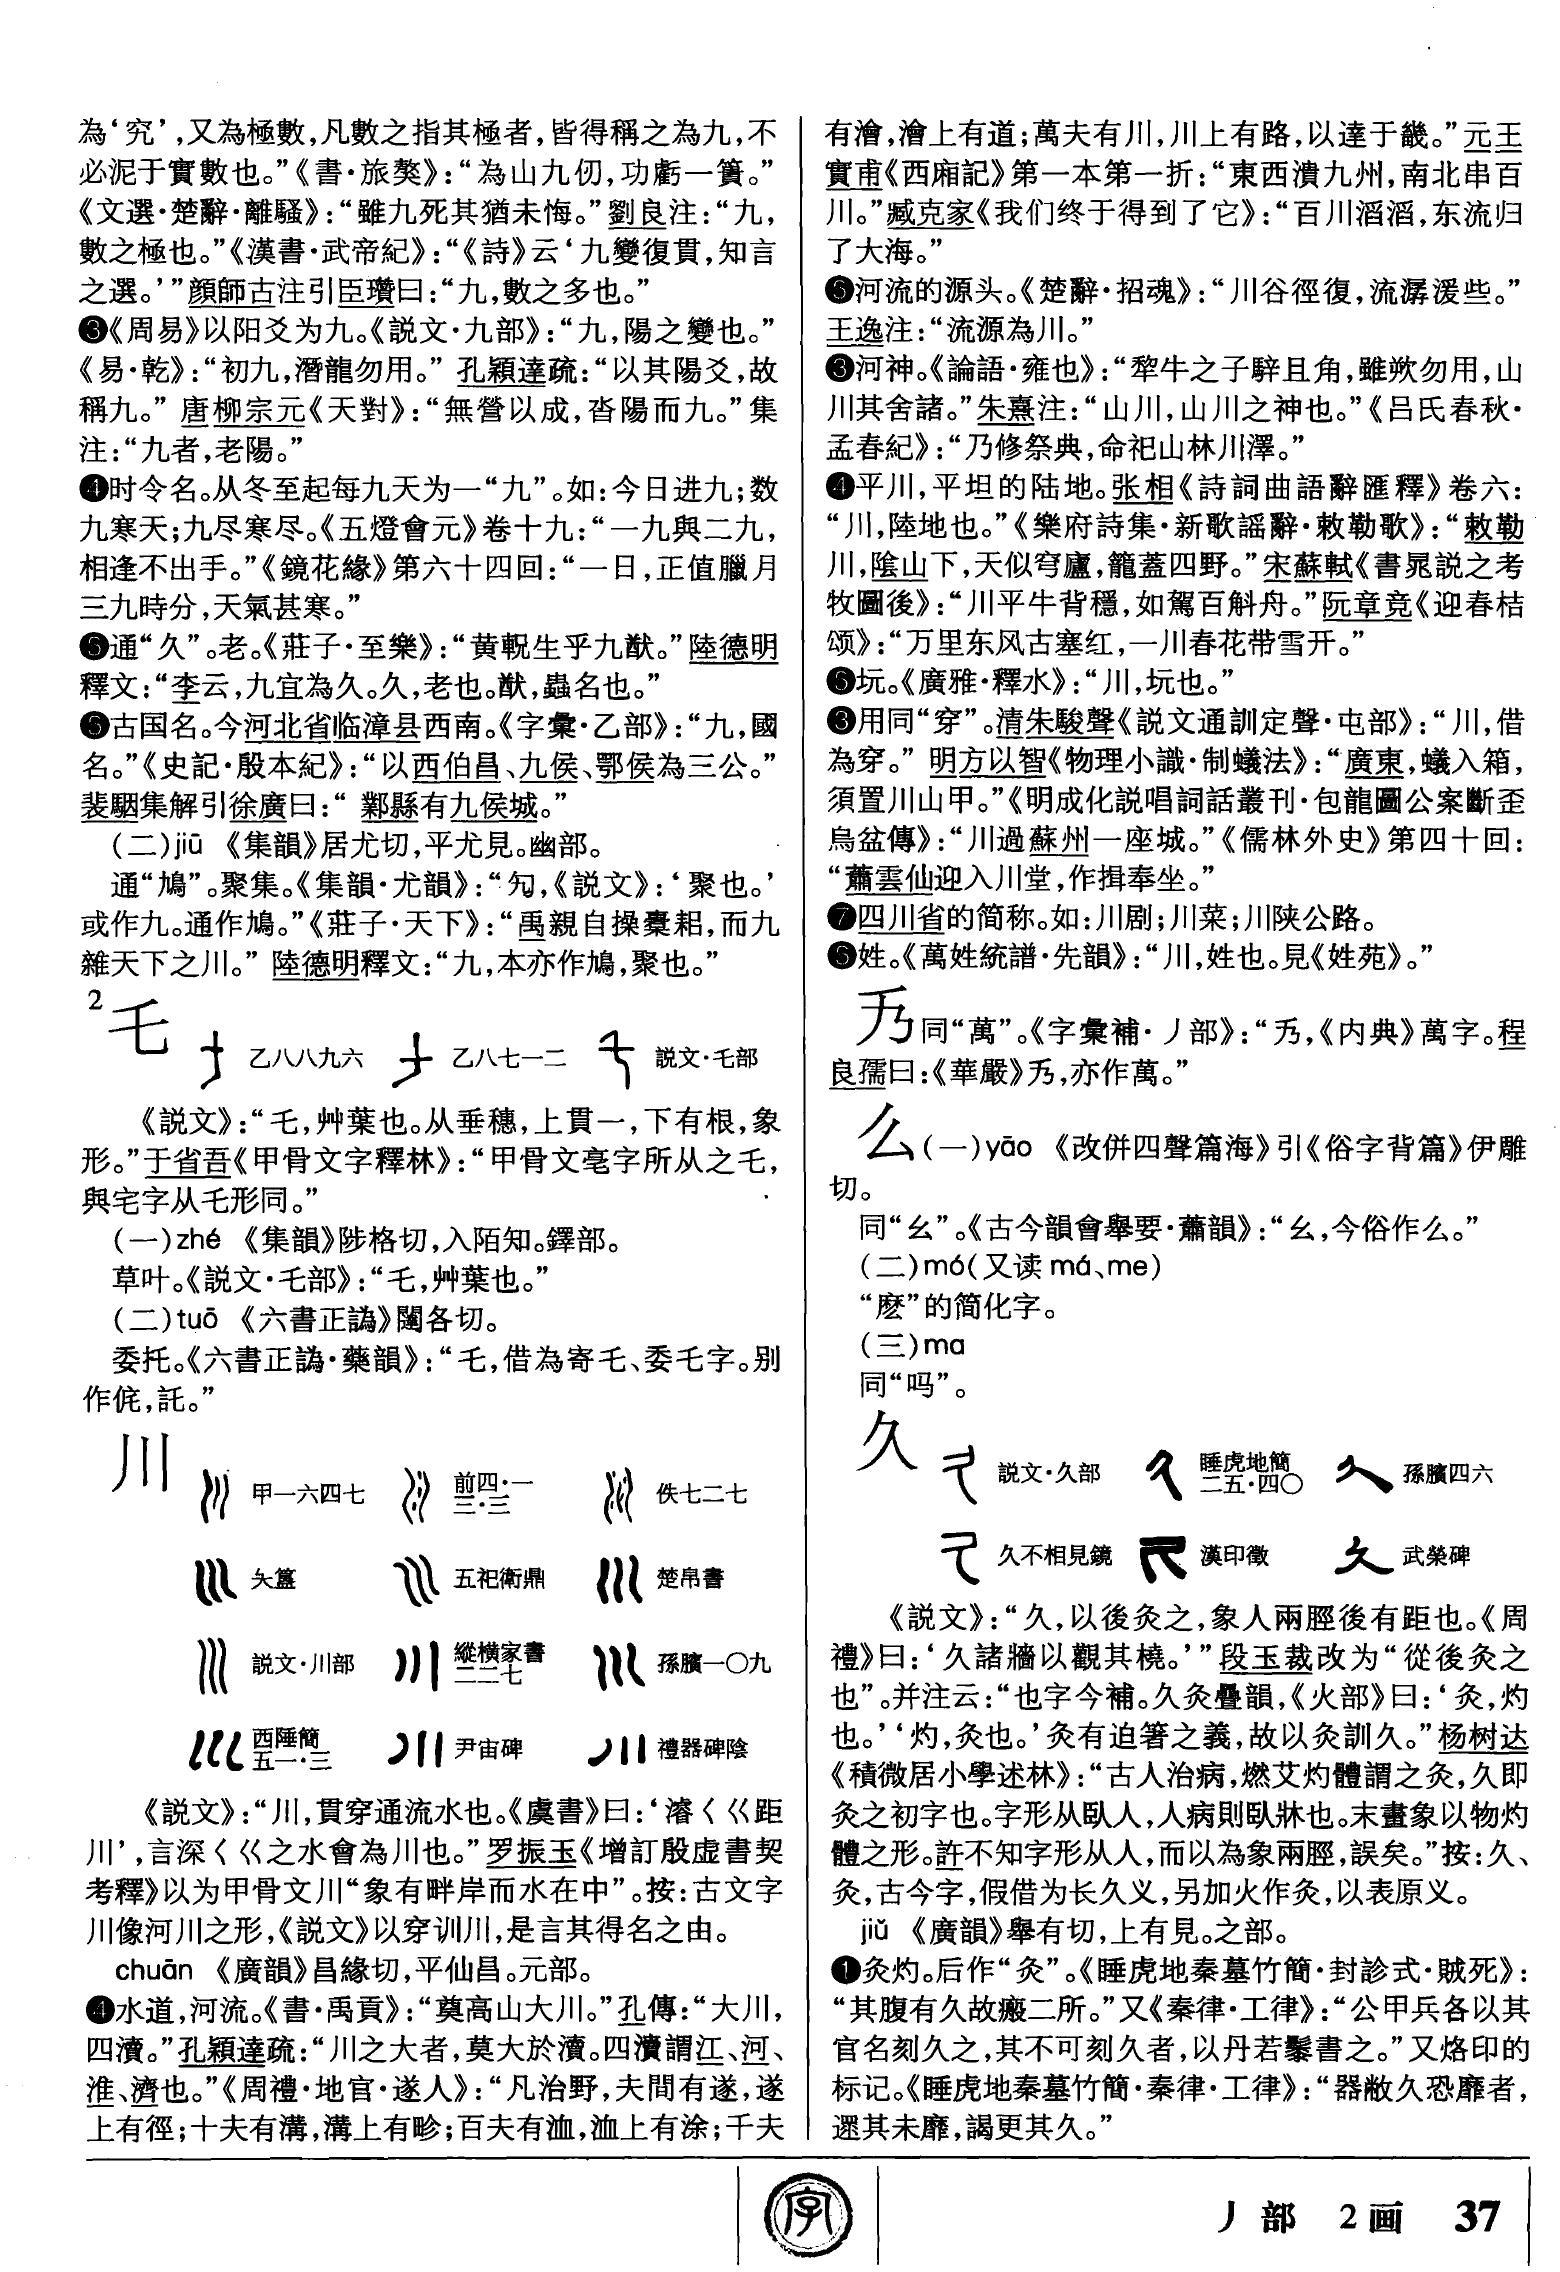 為‘究’,又為極數,凡數之指其極者,皆得稱之為九,不
必泥于實數也。”《書·旅獒》:“為山九仞,功虧一簣。”
《文選·楚辭·離騷》:“雖九死其猶未悔。”劉良注:“九,
數之極也。”《漢書·武帝紀》:“《詩》云‘九變復貫,知言
之選。’”顔師古注引臣瓚曰:“九,數之多也。”
❸《周易》以阳爻为九。《説文·九部》:“九,陽之變也。”
《易·乾》:“初九,潛龍勿用。” 孔穎達疏:“以其陽爻,故
稱九。” 唐柳宗元《天對》:“無營以成,沓陽而九。”集
注:“九者,老陽。”
❹时令名。从冬至起每九天为一“九”。如:今日进九;数
九寒天;九尽寒尽。《五燈會元》卷十九:“一九與二九,
相逢不出手。”《鏡花緣》第六十四回:“一日,正值臘月
三九時分,天氣甚寒。”
❺通“久”。老。《莊子·至樂》:“黄軦生乎九猷。”陸德明
釋文:“李云,九宜為久。久,老也。猷,蟲名也。”
❺古国名。今河北省临漳县西南。《字彙·乙部》:“九,國
名。”《史記·殷本紀》:“以西伯昌、九侯、鄂侯為三公。”
裴駰集解引徐廣曰:“ 鄴縣有九侯城。”
(二)jiū 《集韻》居尤切,平尤見。幽部。
通“鳩”。聚集。《集韻·尤韻》:“勼,《説文》:‘聚也。’
或作九。通作鳩。”《莊子·天下》:“禹親自操橐耜,而九
雜天下之川。” 陸德明釋文:“九,本亦作鳩,聚也。”
2
乇 乙八八九六 乙八七一二 説文·乇部
《説文》:“乇,艸葉也。从垂穗,上貫一,下有根,象
形。”于省吾《甲骨文字釋林》:“甲骨文亳字所从之乇,
與宅字从乇形同。”
(一)zhé 《集韻》陟格切,入陌知。鐸部。
草叶。《説文·乇部》:“乇,艸葉也。”
(二)tuō 《六書正譌》闥各切。
委托。《六書正譌·藥韻》:“乇,借為寄乇、委乇字。别
作侂,託。”
川 甲一六四七 前四·一三·三 佚七二七
夨簋 五祀衛鼎 楚帛書
説文·川部 縱横家書二二七 孫臏一〇九
西陲簡五一·三 尹宙碑 禮器碑陰
《説文》:“川,貫穿通流水也。《虞書》曰:‘濬〈巜距
川’,言深〈巜之水會為川也。”罗振玉《增訂殷虚書契
考釋》以为甲骨文川“象有畔岸而水在中”。按:古文字
川像河川之形,《説文》以穿训川,是言其得名之由。
chuān 《廣韻》昌緣切,平仙昌。元部。
❹水道,河流。《書·禹貢》:“奠高山大川。”孔傳:“大川,
四瀆。”孔穎達疏:“川之大者,莫大於瀆。四瀆謂江、河、
淮、濟也。”《周禮·地官·遂人》:“凡治野,夫間有遂,遂
上有徑;十夫有溝,溝上有畛;百夫有洫,洫上有涂;千夫
有澮,澮上有道;萬夫有川,川上有路,以達于畿。”元王
實甫《西廂記》第一本第一折:“東西潰九州,南北串百
川。”臧克家《我们终于得到了它》:“百川滔滔,东流归
了大海。”
❺河流的源头。《楚辭·招魂》:“川谷徑復,流潺湲些。”
王逸注:“流源為川。”
❸河神。《論語·雍也》:“犂牛之子騂且角,雖欬勿用,山
川其舍諸。”朱熹注:“山川,山川之神也。”《吕氏春秋·
孟春紀》:“乃修祭典,命祀山林川澤。”
❹平川,平坦的陆地。张相《詩詞曲語辭匯釋》卷六:
“川,陸地也。”《樂府詩集·新歌謡辭·敕勒歌》:“敕勒
川,陰山下,天似穹廬,籠蓋四野。”宋蘇軾《書晁説之考
牧圖後》:“川平牛背穩,如駕百斛舟。”阮章竞《迎春桔
颂》:“万里东风古塞红,一川春花带雪开。”
❺坑。《廣雅·釋水》:“川,坑也。”
❸用同“穿”。清朱駿聲《説文通訓定聲·屯部》:“川,借
為穿。” 明方以智《物理小識·制蟻法》:“廣東,蟻入箱,
須置川山甲。”《明成化説唱詞話叢刊·包龍圖公案斷歪
烏盆傳》:“川過蘇州一座城。”《儒林外史》第四十回:
“蕭雲仙迎入川堂,作揖奉坐。”
❼四川省的简称。如:川剧;川菜;川陕公路。
❺姓。《萬姓統譜·先韻》:“川,姓也。見《姓苑》。”
𠂍同“萬”。《字彙補·丿部》:“𠂍,《内典》萬字。程
良孺曰:《華嚴》𠂍,亦作萬。”
么(一)yāo 《改併四聲篇海》引《俗字背篇》伊雕
切。
同“幺”。《古今韻會舉要·蕭韻》:“幺,今俗作么。”
(二)mó(又读 má、me)
“麽”的简化字。
(三)ma
同“吗”。
久 説文·久部 睡虎地簡二五·四〇 孫臏四六
久不相見鏡 漢印徵 武榮碑
《説文》:“久,以後灸之,象人兩脛後有距也。《周
禮》曰:‘久諸牆以觀其橈。’”段玉裁改为“從後灸之
也”。并注云:“也字今補。久灸疊韻,《火部》曰:‘灸,灼
也。’‘灼,灸也。’灸有迫箸之義,故以灸訓久。”杨树达
《積微居小學述林》:“古人治病,燃艾灼體謂之灸,久即
灸之初字也。字形从臥人,人病則臥牀也。末畫象以物灼
體之形。許不知字形从人,而以為象兩脛,誤矣。”按:久、
灸,古今字,假借为长久义,另加火作灸,以表原义。
jiǔ 《廣韻》舉有切,上有見。之部。
❶灸灼。后作“灸”。《睡虎地秦墓竹簡·封診式·賊死》:
“其腹有久故瘢二所。”又《秦律·工律》:“公甲兵各以其
官名刻久之,其不可刻久者,以丹若髹書之。”又烙印的
标记。《睡虎地秦墓竹簡·秦律·工律》:“器敝久恐靡者,
遝其未靡,謁更其久。”
字
丿部 2画 37